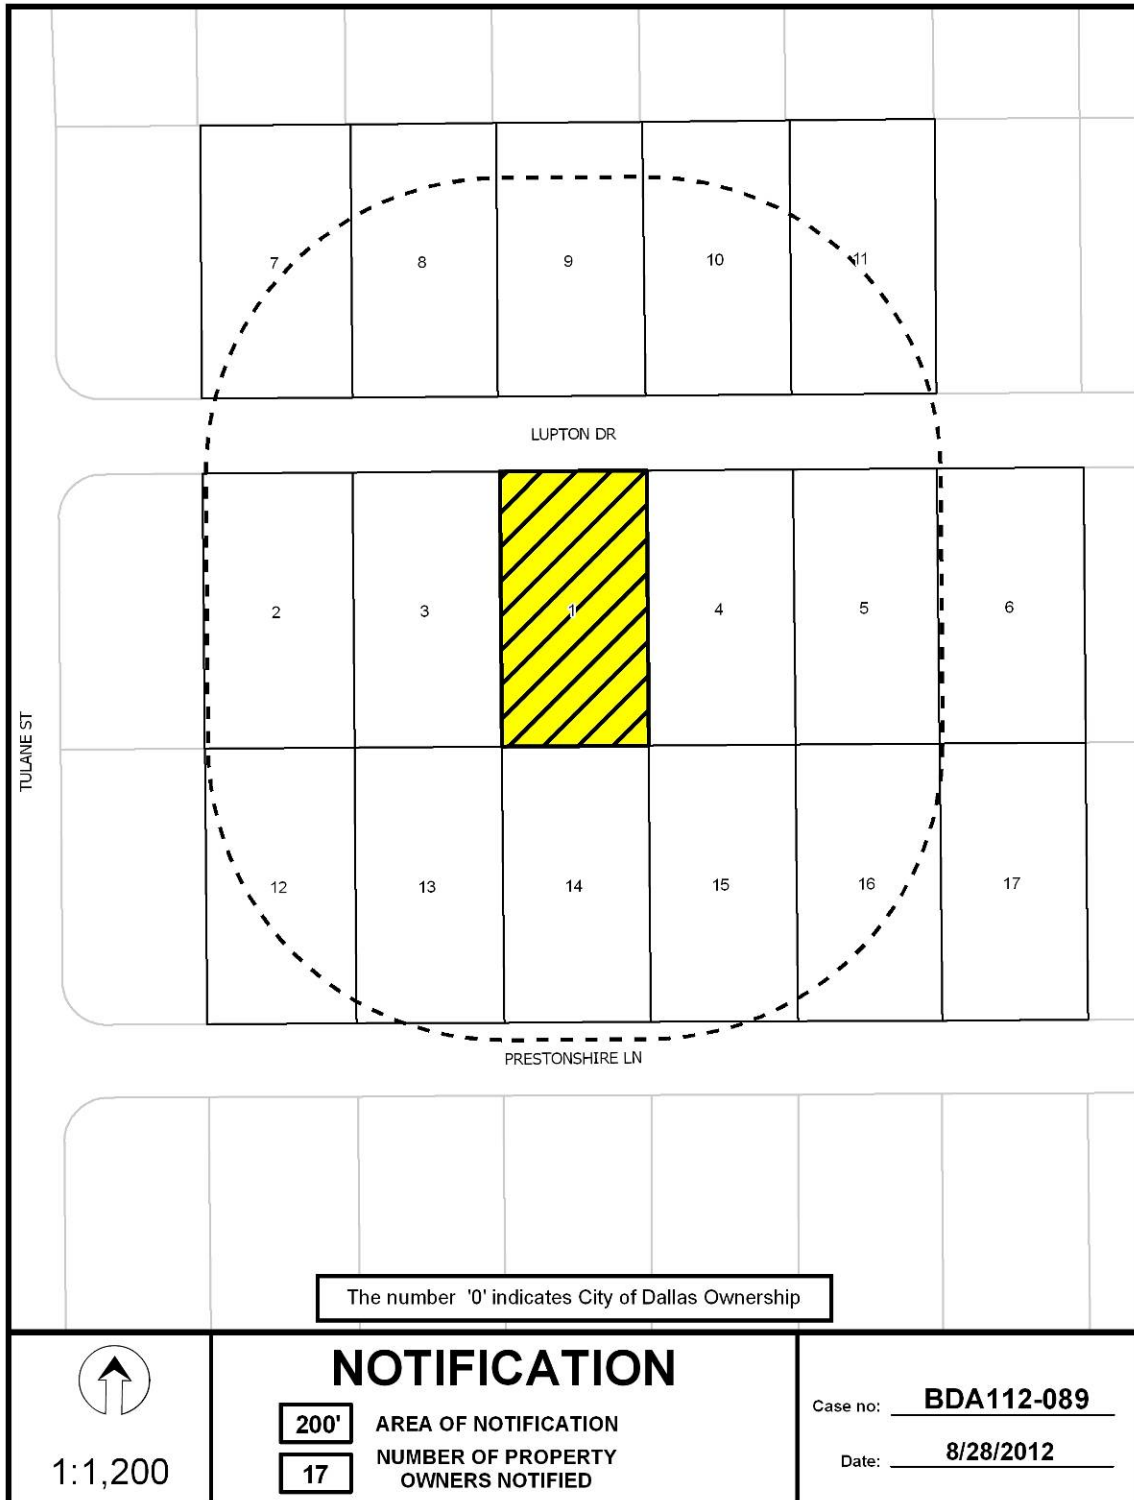 7
8
9
10
11
LUPTON DR
2
3
1
4
5
6
TULANE ST
12
13
14
15
16
17
PRESTONSHIRE LN
The number '0' indicates City of Dallas Ownership
1:1,200
NOTIFICATION
200' AREA OF NOTIFICATION
17 NUMBER OF PROPERTY
OWNERS NOTIFIED
Case no: BDA112-089
Date: 8/28/2012